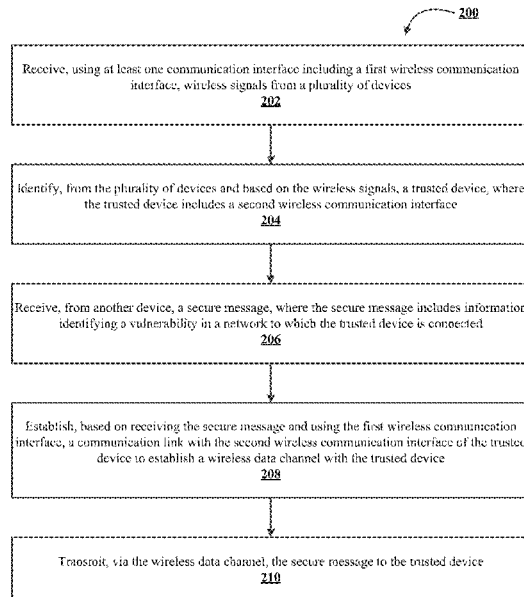 200
Receive, using at least one communication interface including a first wireless communication
interface, wireless signals from a plurality of devices
202
Identify, from the plurality of devices and based on the wireless signals, a trusted device, where
the trusted device includes a second wireless communication interface
204
Receive, from another device, a secure message, where the secure message includes information
identifying a vulnerability in a network to which the trusted device is connected
206
Establish, based on receiving the secure message and using the first wireless communication
interface, a communication link with the second wireless communication interface of the trusted
device to establish a wireless data channel with the trusted device
208
Transmit, via the wireless data channel, the secure message to the trusted device
210